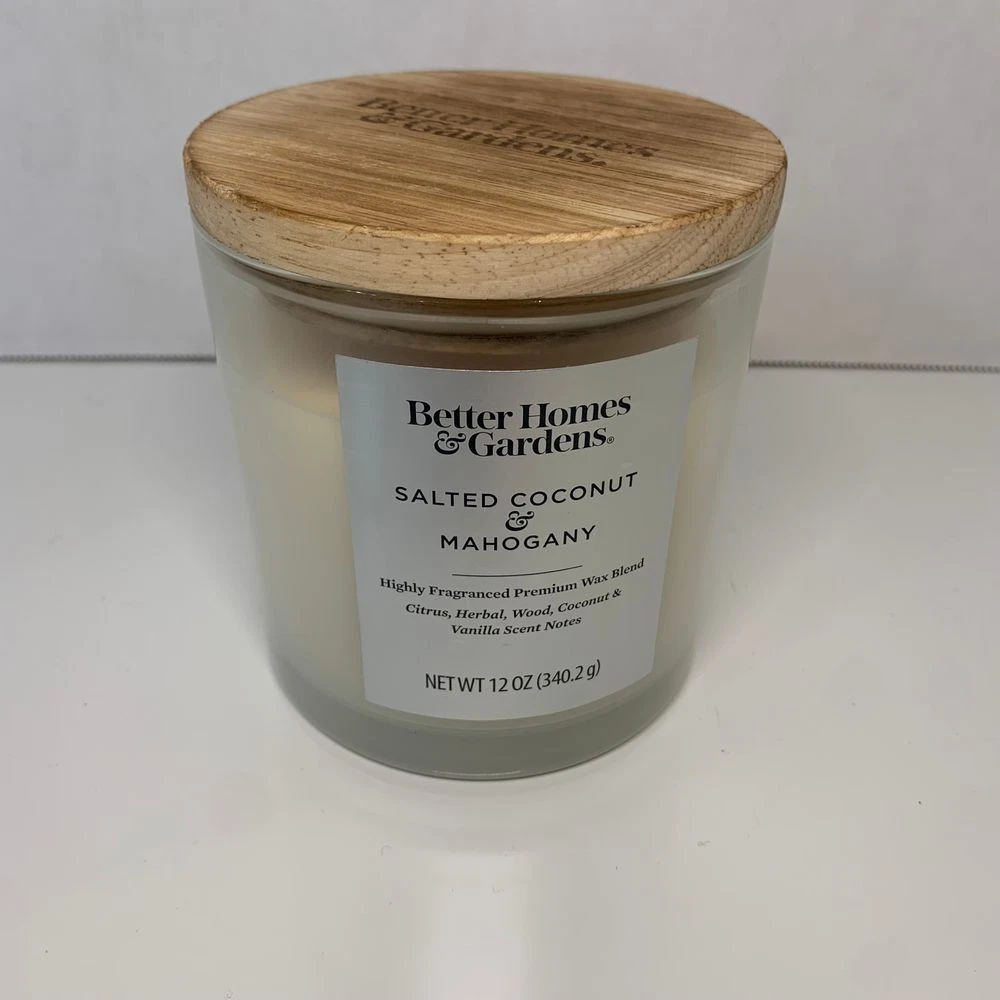 Better Homes
& Gardens.
Better Homes
& Gardens®
SALTED COCONUT
&
MAHOGANY
Highly Fragranced Premium Wax Blend
Citrus, Herbal, Wood, Coconut &
Vanilla Scent Notes
NET WT 12 OZ (340.2 g)